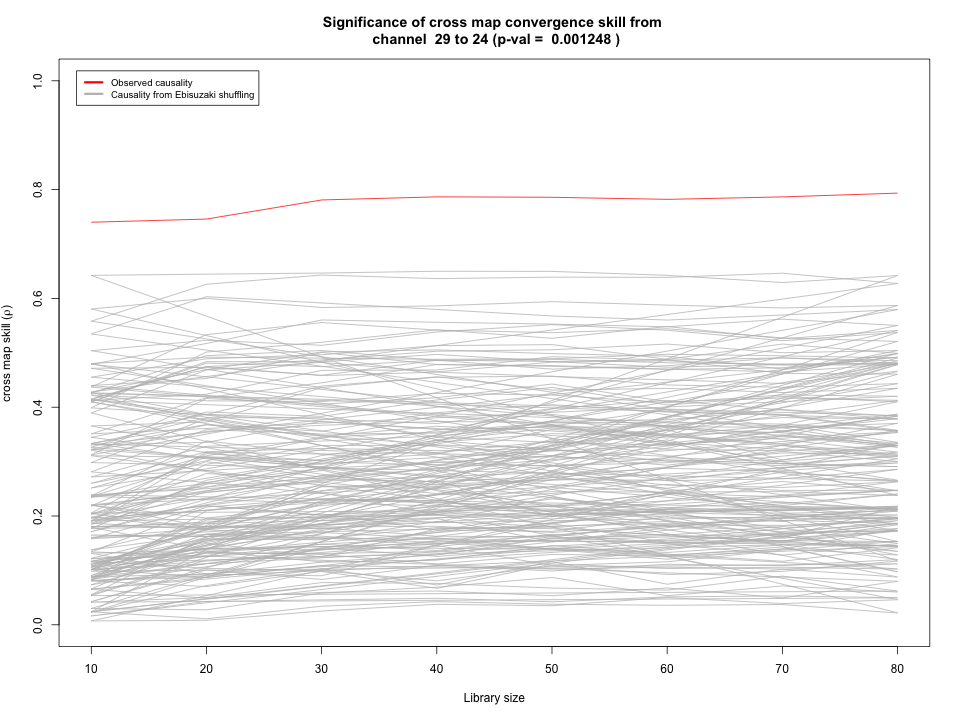 Significance of cross map convergence skill from
channel  29 to 24 (p-val =  0.001248 )
Observed causality
Causality from Ebisuzaki shuffling
cross map skill (ρ)
1.0
0.8
0.6
0.4
0.2
0.0
10 20 30 40 50 60 70 80
Library size